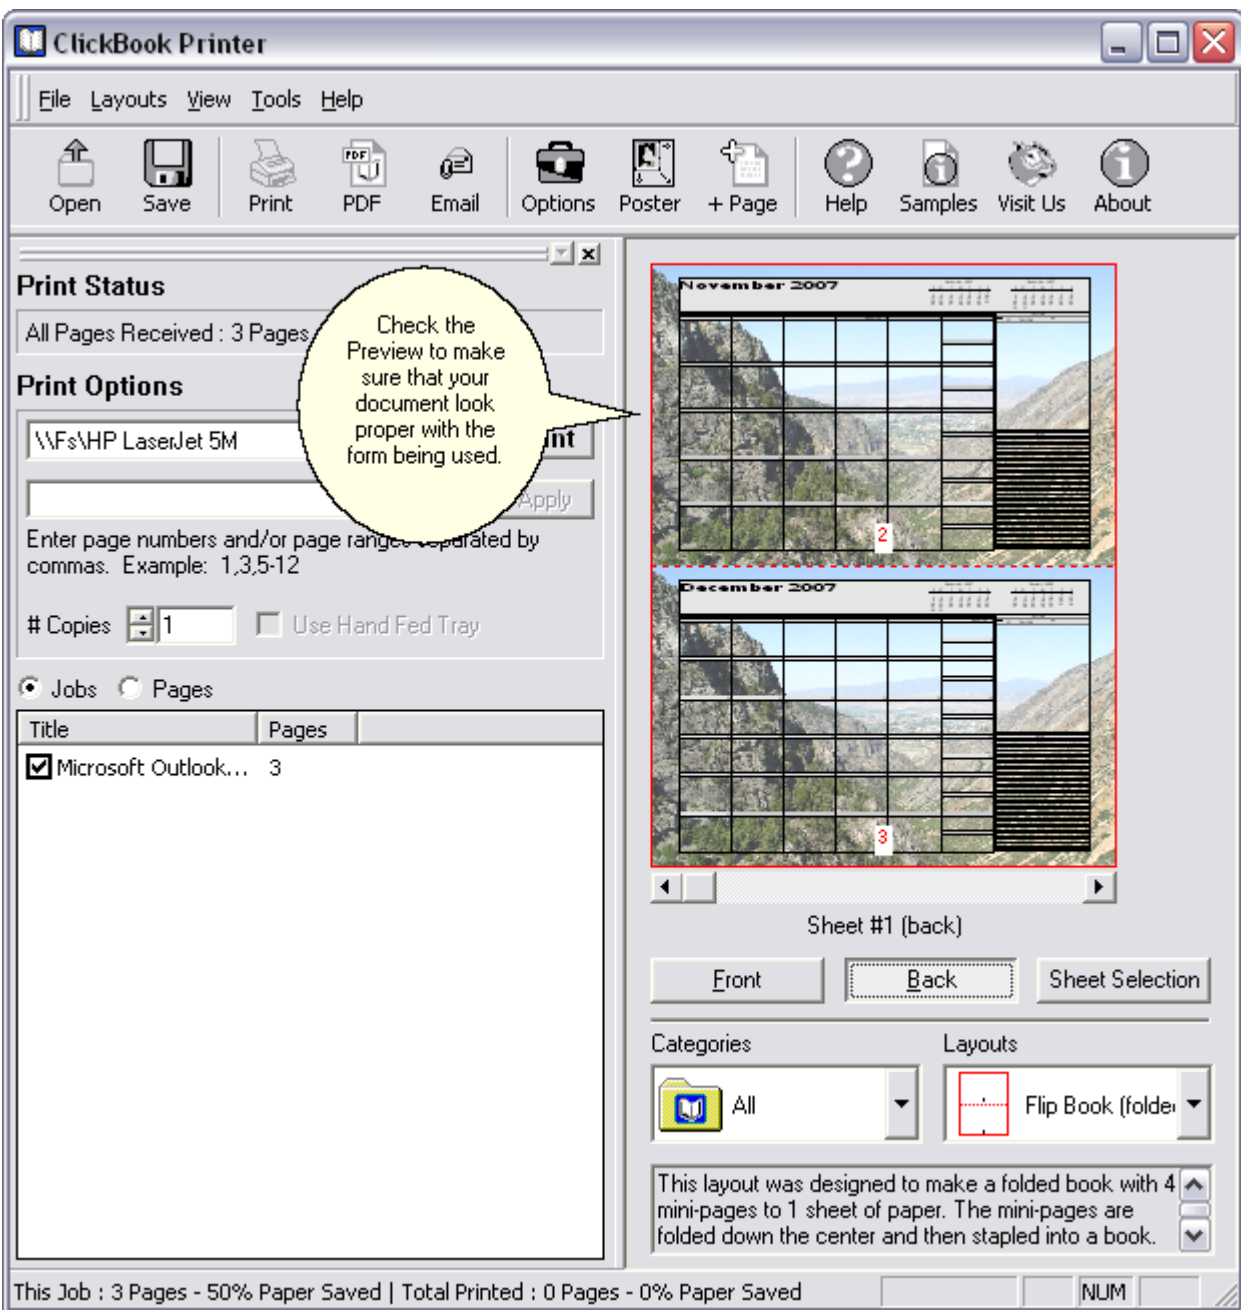 ClickBook Printer
File Layouts View Tools Help
Open Save Print PDF Email Options Poster + Page Help Samples Visit Us About
Print Status
All Pages Received : 3 Pages
Print Options
\\Fs\HP LaserJet 5M
Apply
Enter page numbers and/or page ranges separated by
commas. Example: 1,3,5-12
# Copies 1 Use Hand Fed Tray
Jobs Pages
Title Pages
Microsoft Outlook... 3
Check the
Preview to make
sure that your
document look
proper with the
form being used.
November 2007
2
December 2007
3
Sheet #1 (back)
Front Back Sheet Selection
Categories Layouts
All Flip Book (folde
This layout was designed to make a folded book with 4
mini-pages to 1 sheet of paper. The mini-pages are
folded down the center and then stapled into a book.
This Job : 3 Pages - 50% Paper Saved | Total Printed : 0 Pages - 0% Paper Saved NUM